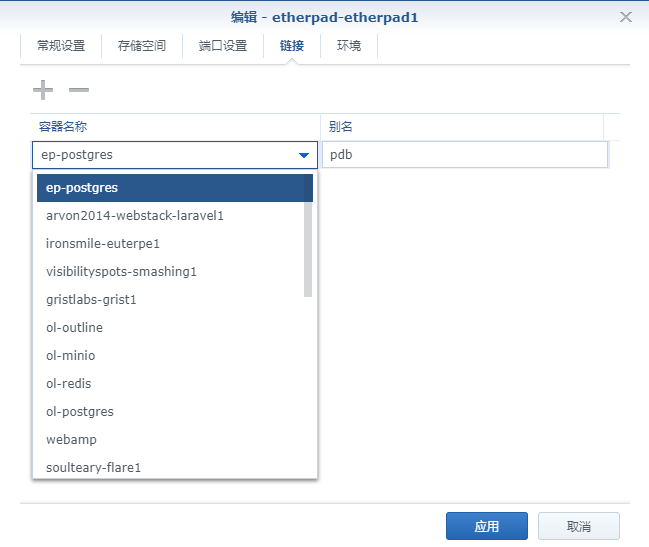 编辑 - etherpad-etherpad1
常规设置 存储空间 端口设置 链接 环境
容器名称 别名
ep-postgres pdb
ep-postgres
arvon2014-webstack-laravel1
ironsmile-euterpe1
visibilityspots-smashing1
gristlabs-grist1
ol-outline
ol-minio
ol-redis
ol-postgres
webamp
soulteary-flare1
应用 取消